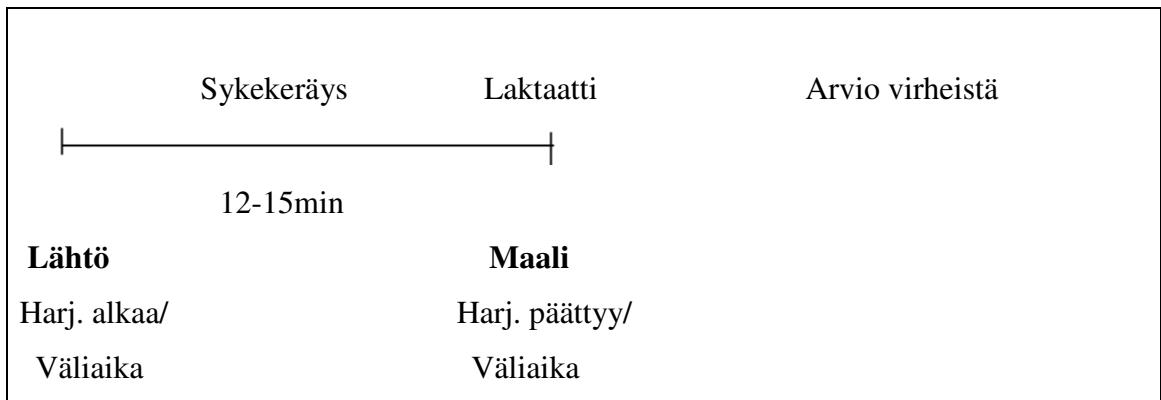 Sykekeräys Laktaatti Arvio virheistä
12-15min
Lähtö Maali
Harj. alkaa/ Harj. päättyy/
Väliaika Väliaika